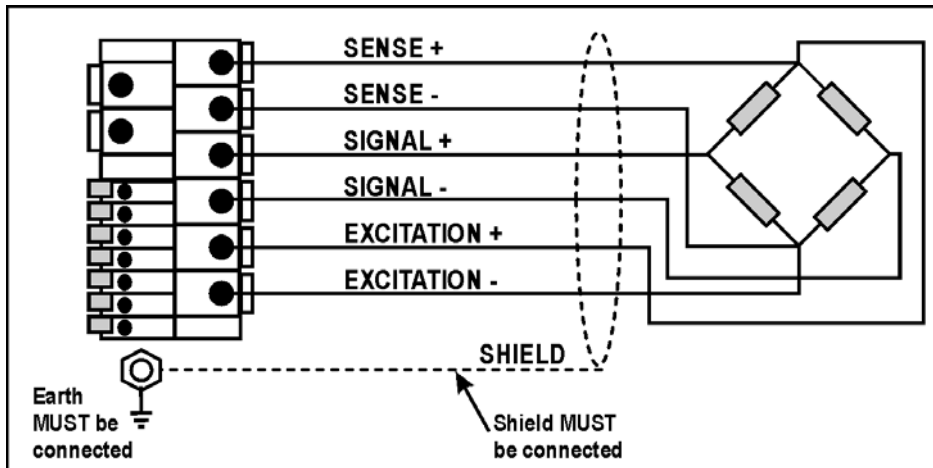 SENSE +
SENSE -
SIGNAL +
SIGNAL -
EXCITATION +
EXCITATION -
SHIELD
Earth
MUST be
connected
Shield MUST
be connected